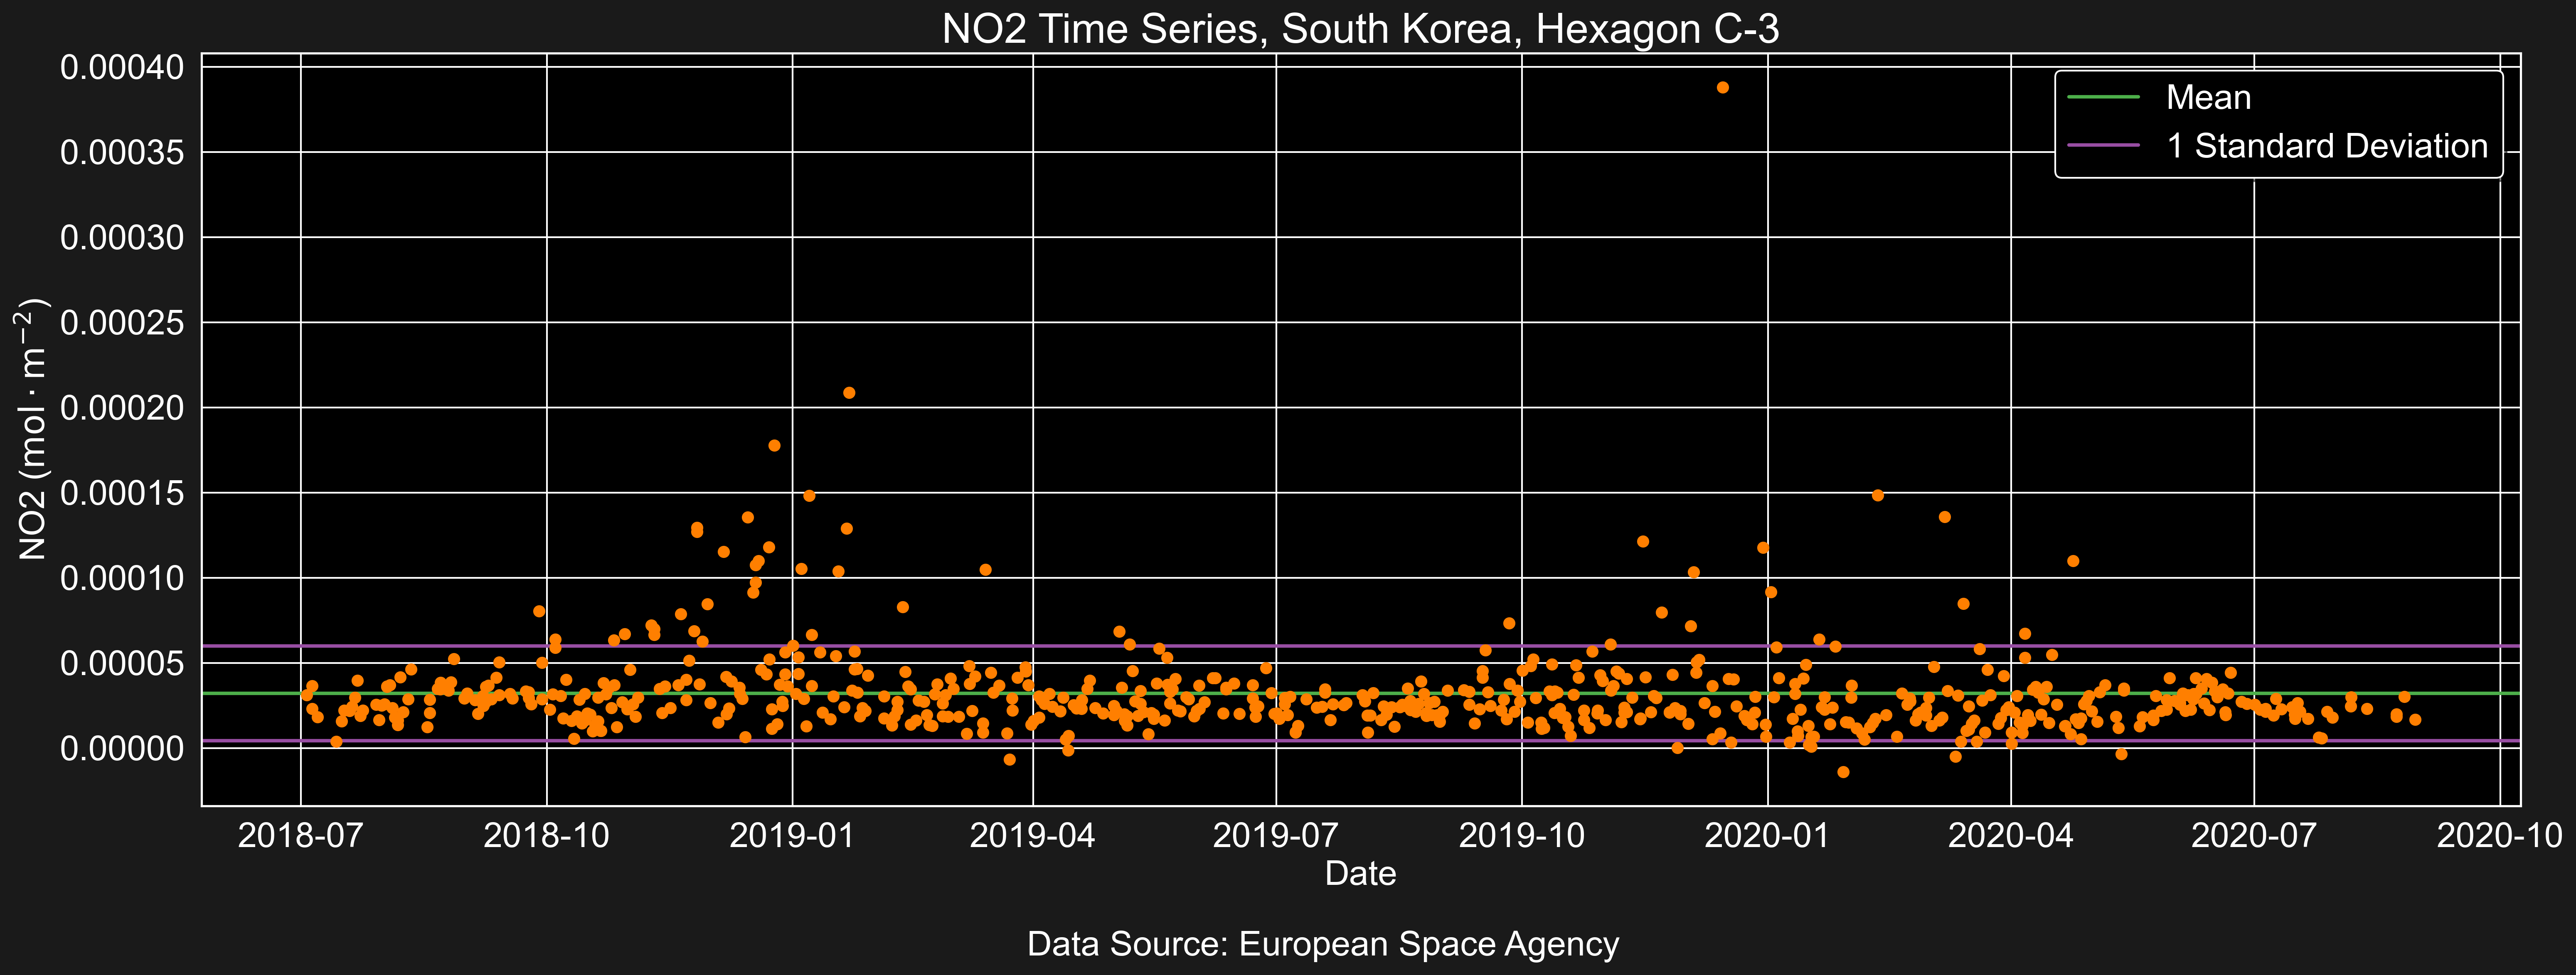 NO2 Time Series, South Korea, Hexagon C-3
0.00040
0.00035
0.00030
0.00025
0.00020
0.00015
0.00010
0.00005
0.00000
NO2 (mol · m⁻²)
Mean
1 Standard Deviation
2018-07 2018-10 2019-01 2019-04 2019-07 2019-10 2020-01 2020-04 2020-07 2020-10
Date
Data Source: European Space Agency